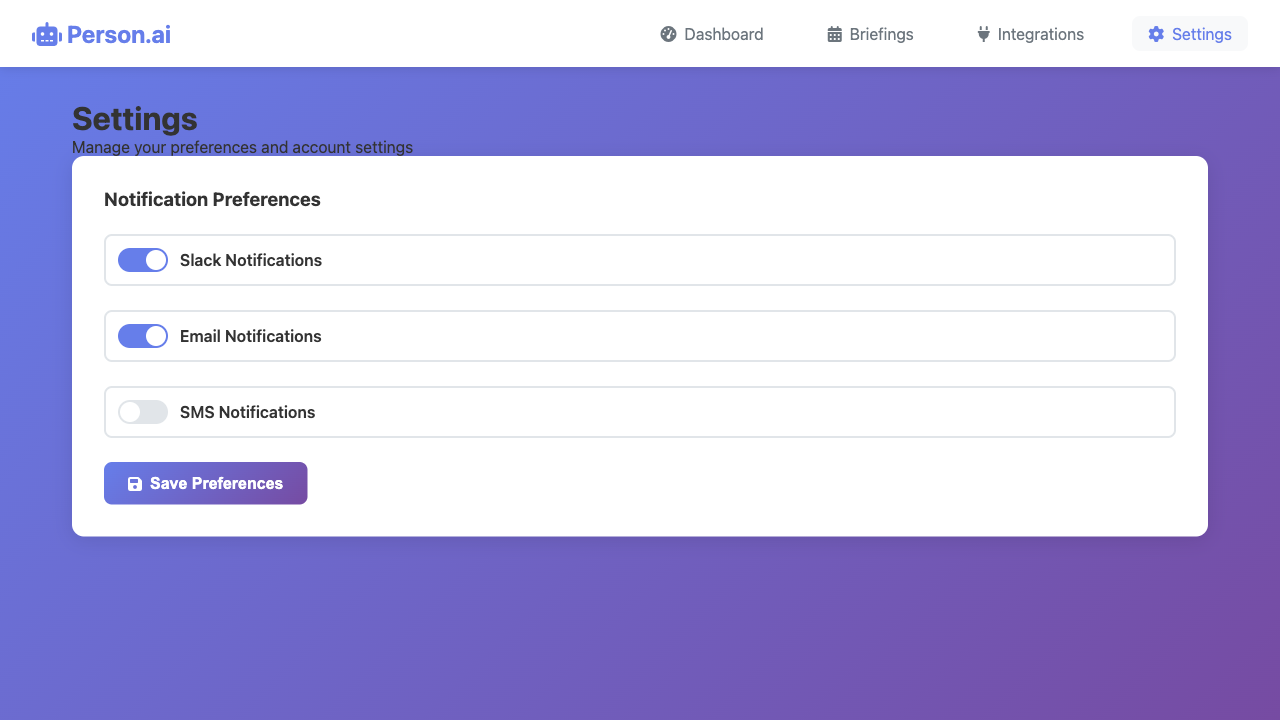 Person.ai
Dashboard
Briefings
Integrations
Settings
Settings
Manage your preferences and account settings
Notification Preferences
Slack Notifications
Email Notifications
SMS Notifications
Save Preferences